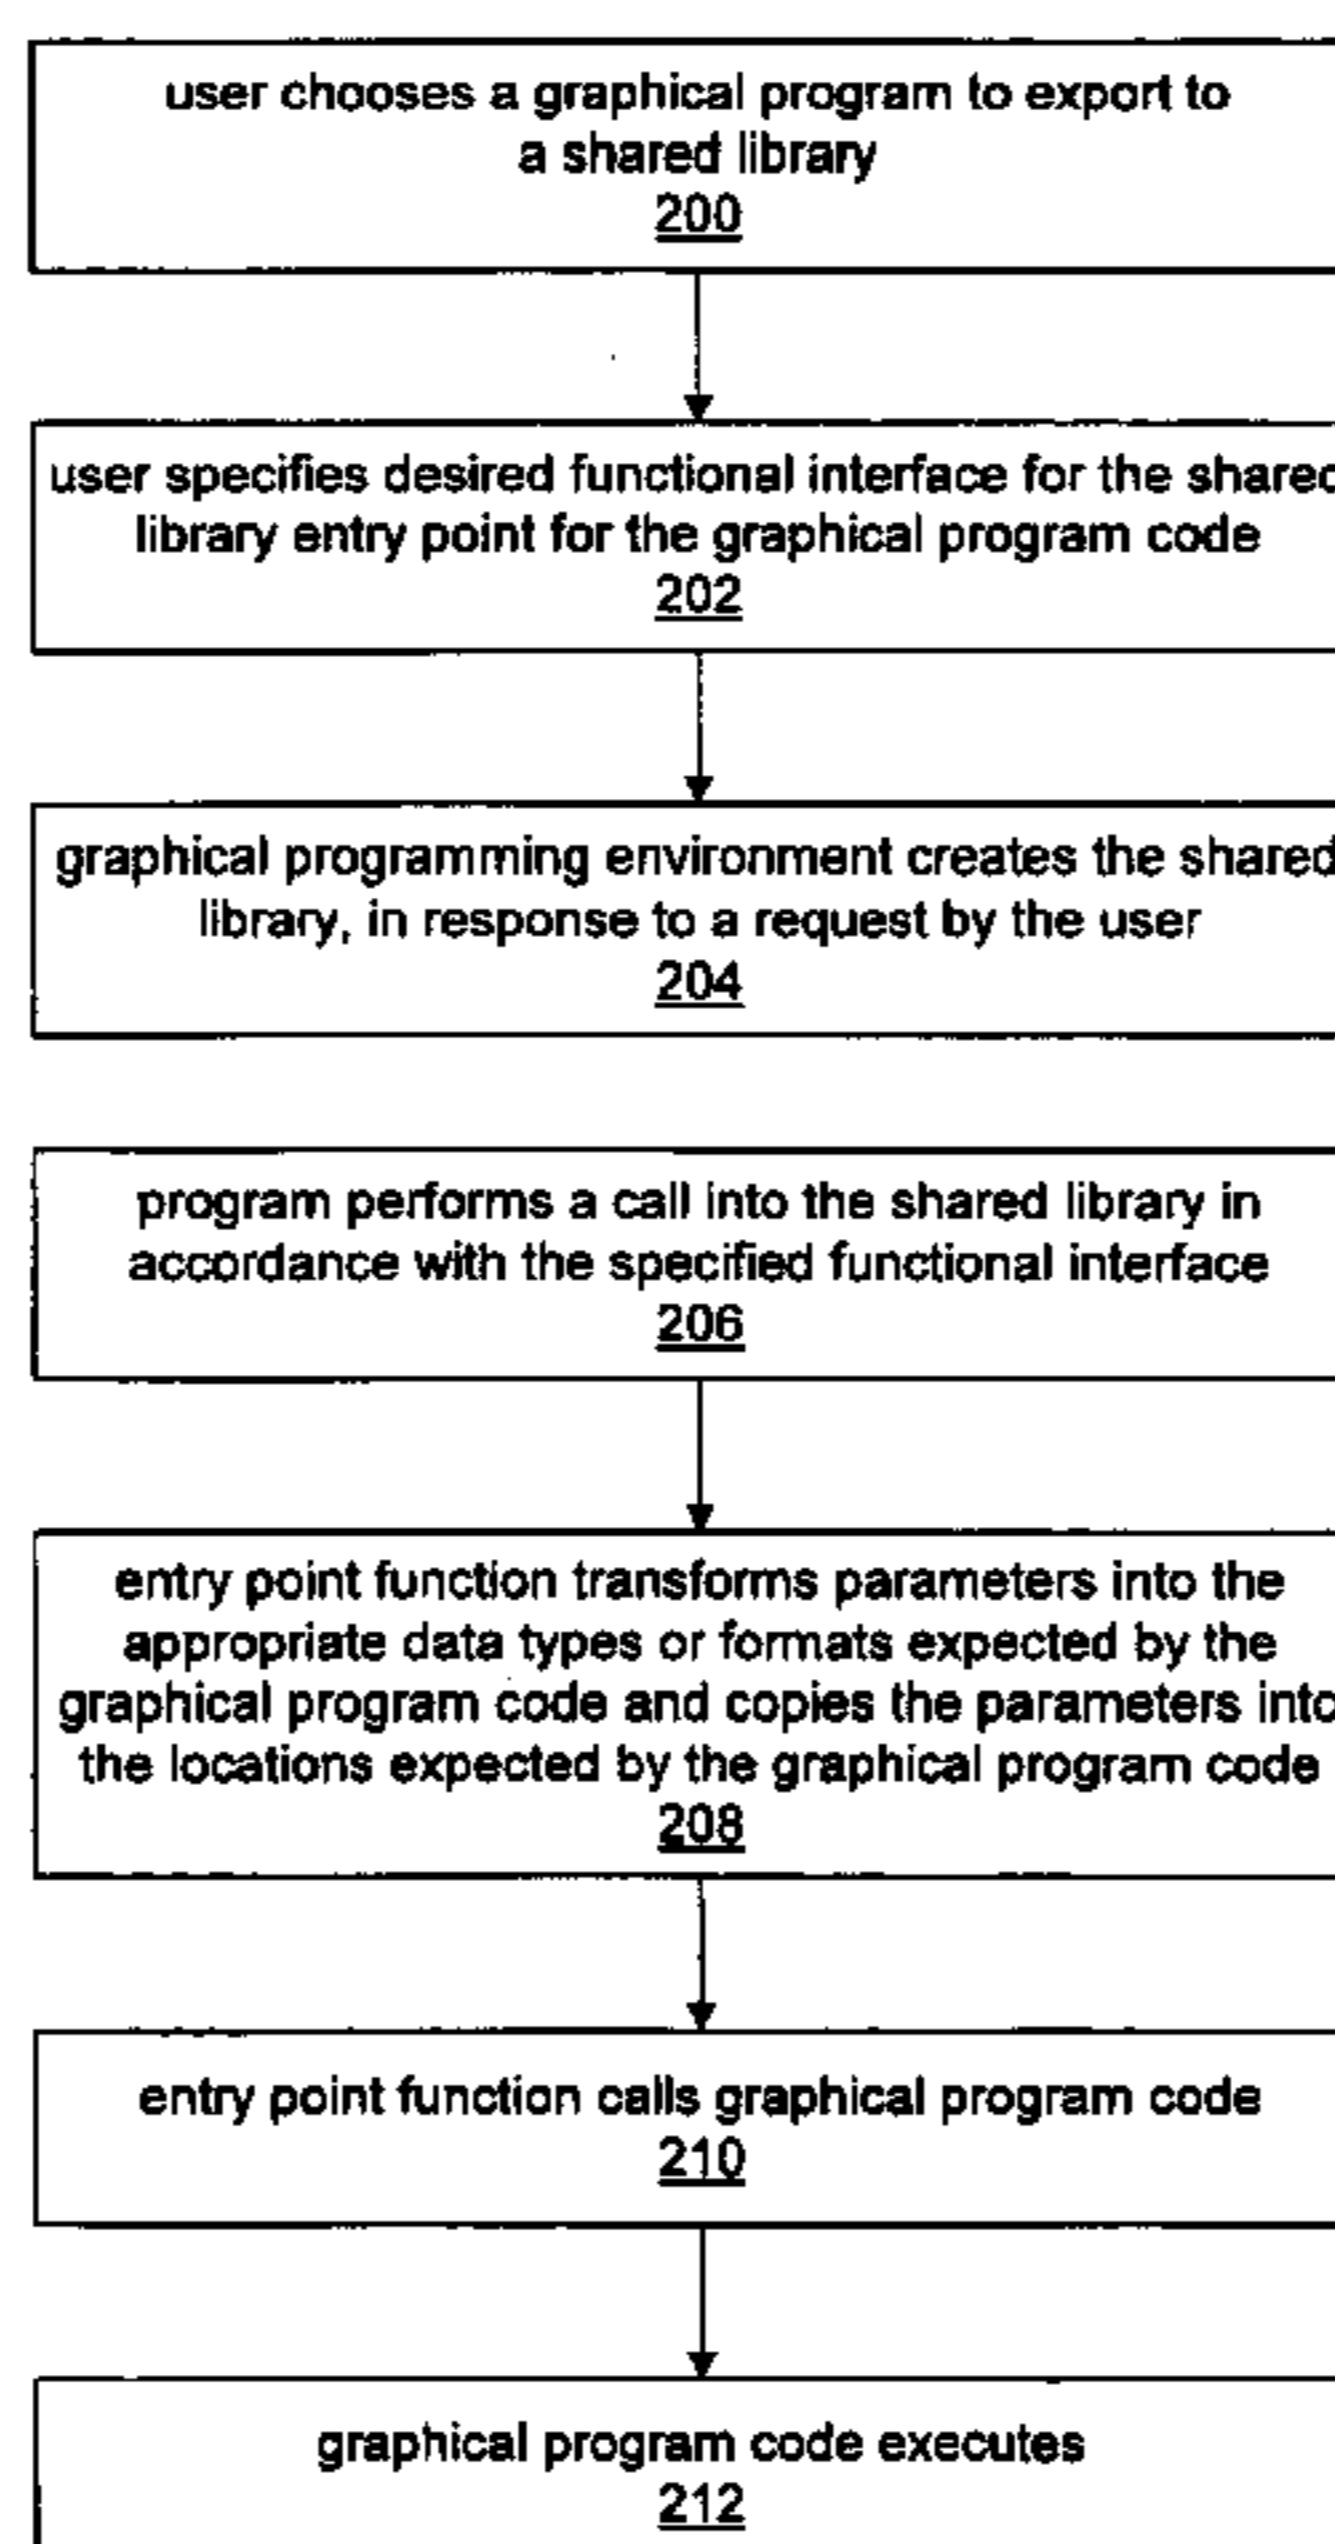 user chooses a graphical program to export to
a shared library
200
user specifies desired functional interface for the shared
library entry point for the graphical program code
202
graphical programming environment creates the shared
library, in response to a request by the user
204
program performs a call into the shared library in
accordance with the specified functional interface
206
entry point function transforms parameters into the
appropriate data types or formats expected by the
graphical program code and copies the parameters into
the locations expected by the graphical program code
208
entry point function calls graphical program code
210
graphical program code executes
212